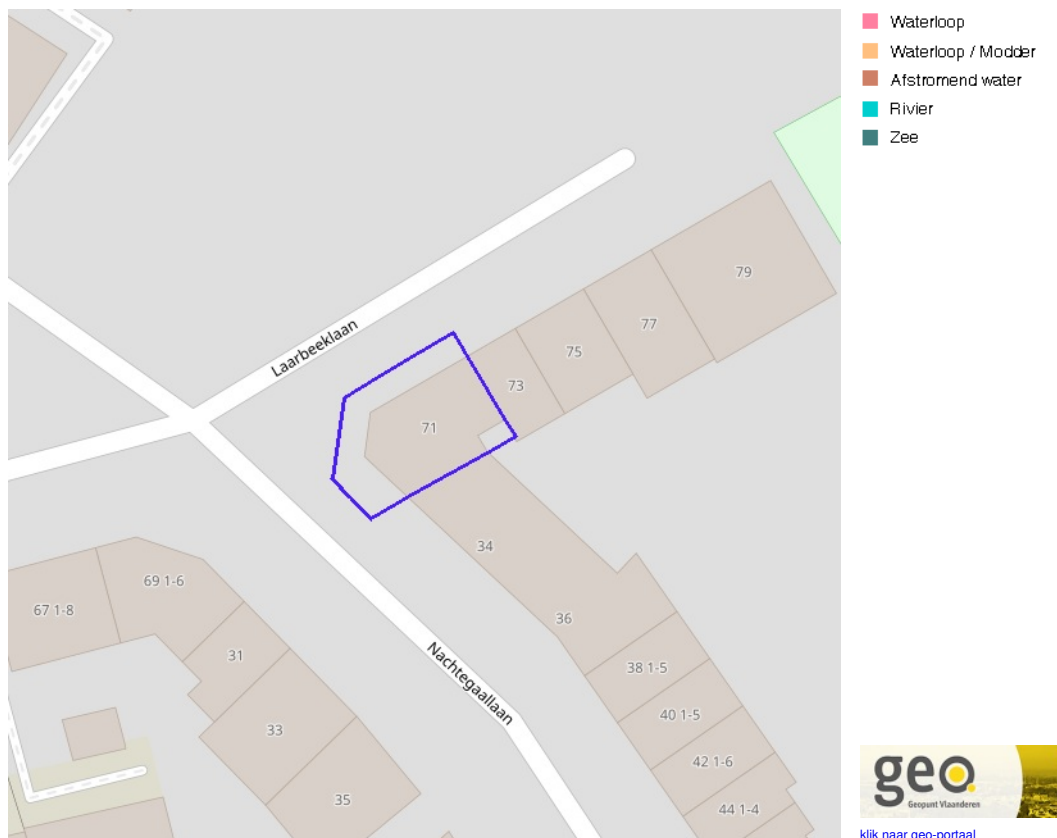 Waterloop
Waterloop / Modder
Afstromend water
Rivier
Zee
Laarbeeklaan
79
77
75
73
71
34
36
69 1-6
67 1-8
31
38 1-5
Nachtegaallaan
40 1-5
33
42 1-6
35
44 1-4
geo.
Geopunt Vlaanderen
klik naar geo-portaal